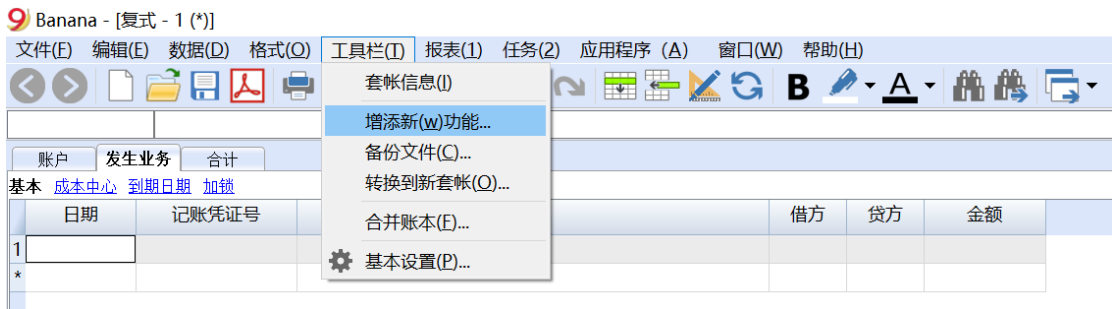 9 Banana - [复式 - 1 (*)]
文件(F) 编辑(E) 数据(D) 格式(O) 工具栏(T) 报表(1) 任务(2) 应用程序 (A) 窗口(W) 帮助(H)
套帐信息(I)
B A
增添新(w)功能...
备份文件(C)...
账户 发生业务 合计
转换到新套帐(O)...
基本 成本中心 到期日期 加锁
日期 记账凭证号 借方 贷方 金额
合并账本(F)...
1
基本设置(P)...
*